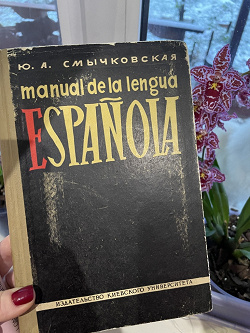 Ю. А. СМЫЧКОВСКАЯ
manual de la lengua
ESPAÑOLA
ИЗДАТЕЛЬСТВО КИЕВСКОГО УНИВЕРСИТЕТА